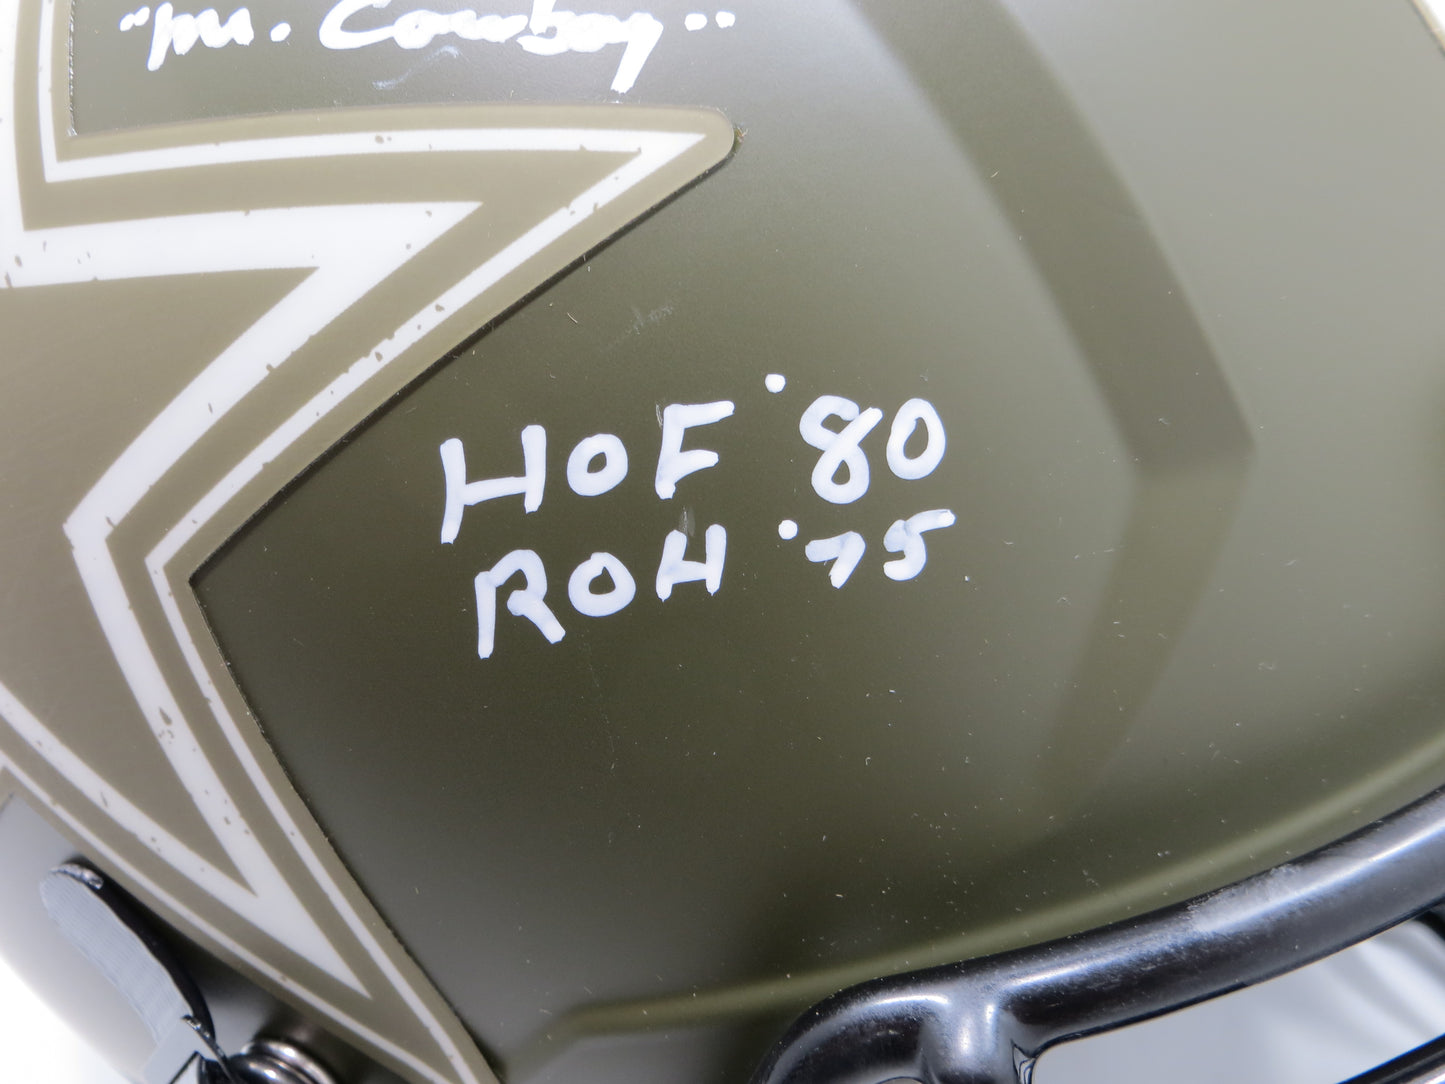 "Mr. Cowboy"
HOF '80
ROH '75